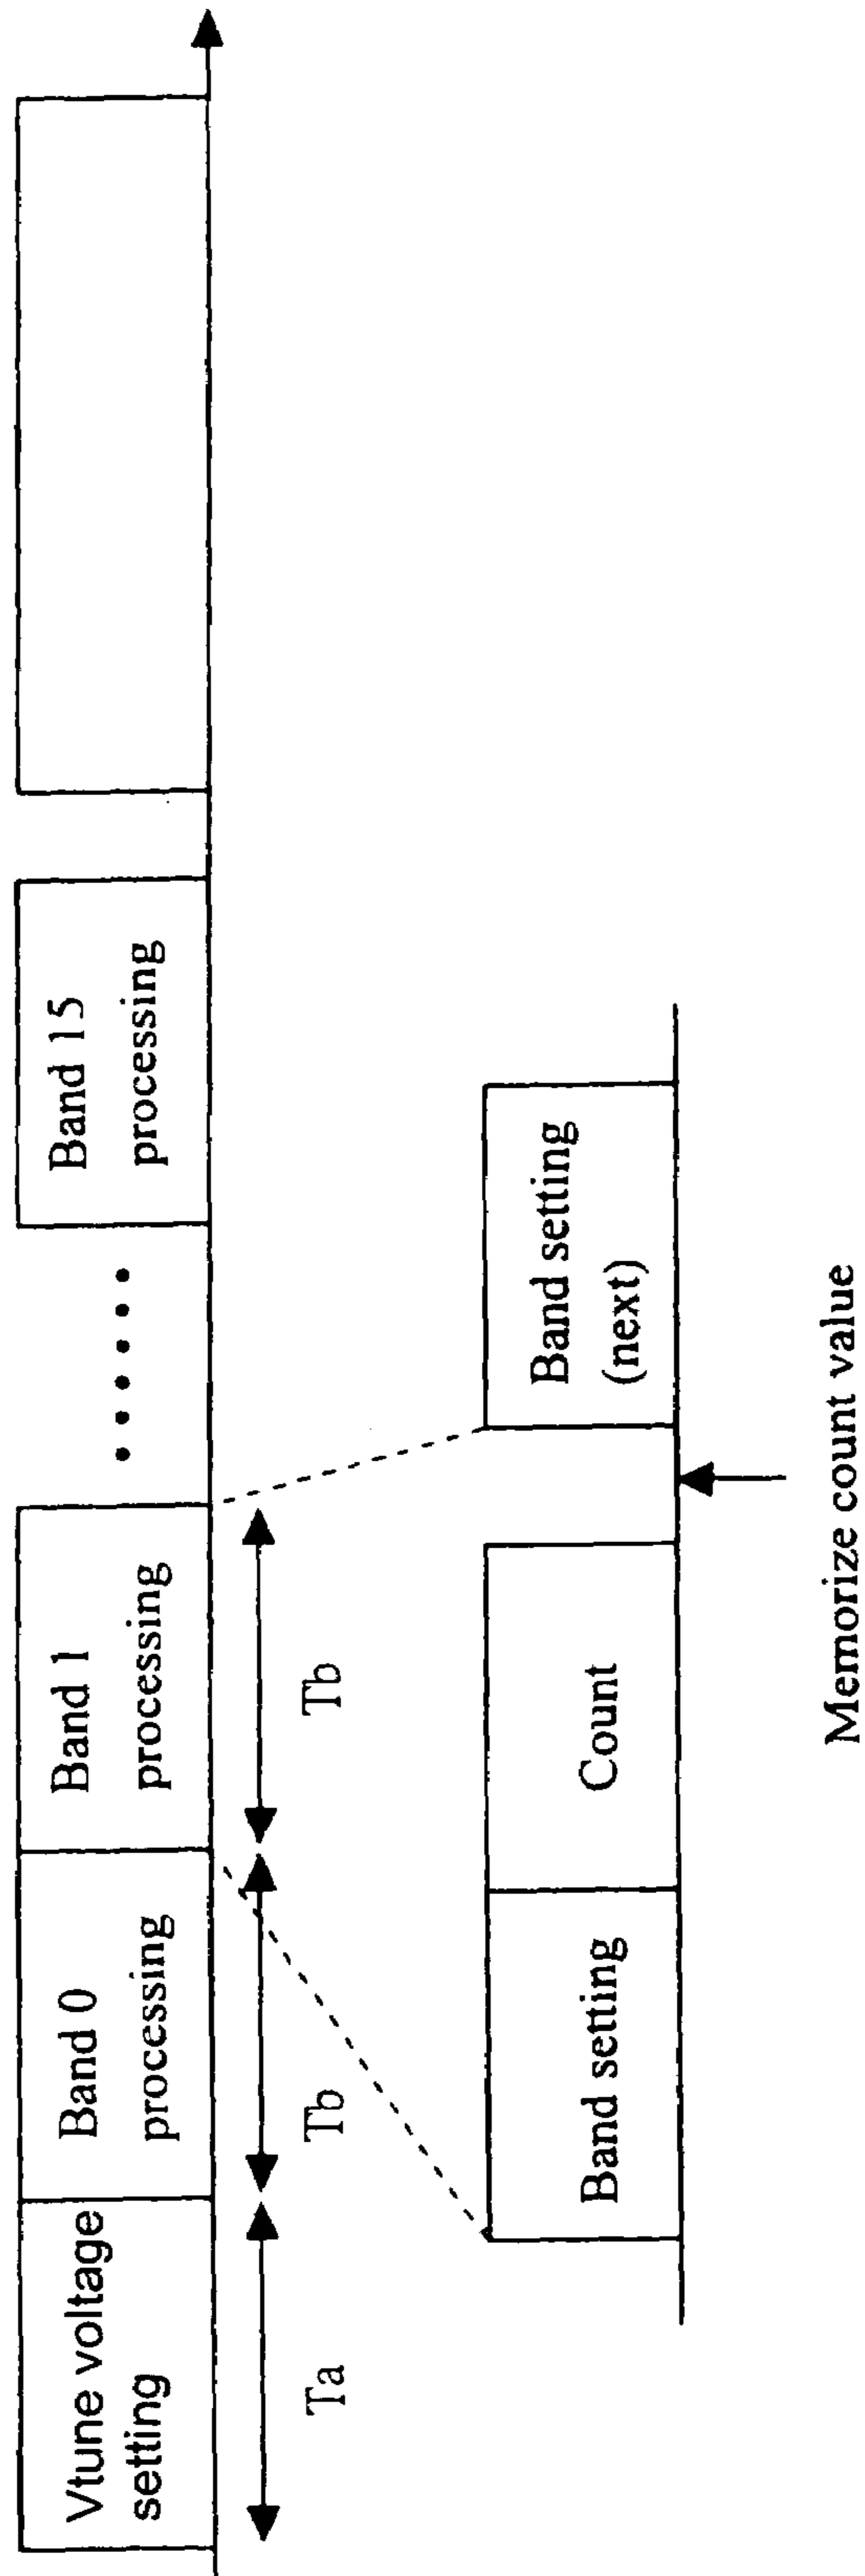 Vtune voltage
setting
Band 0
processing
Band 1
processing
......
Band 15
processing
Ta
Tb
Tb
Band setting
Count
Band setting
(next)
Memorize count value